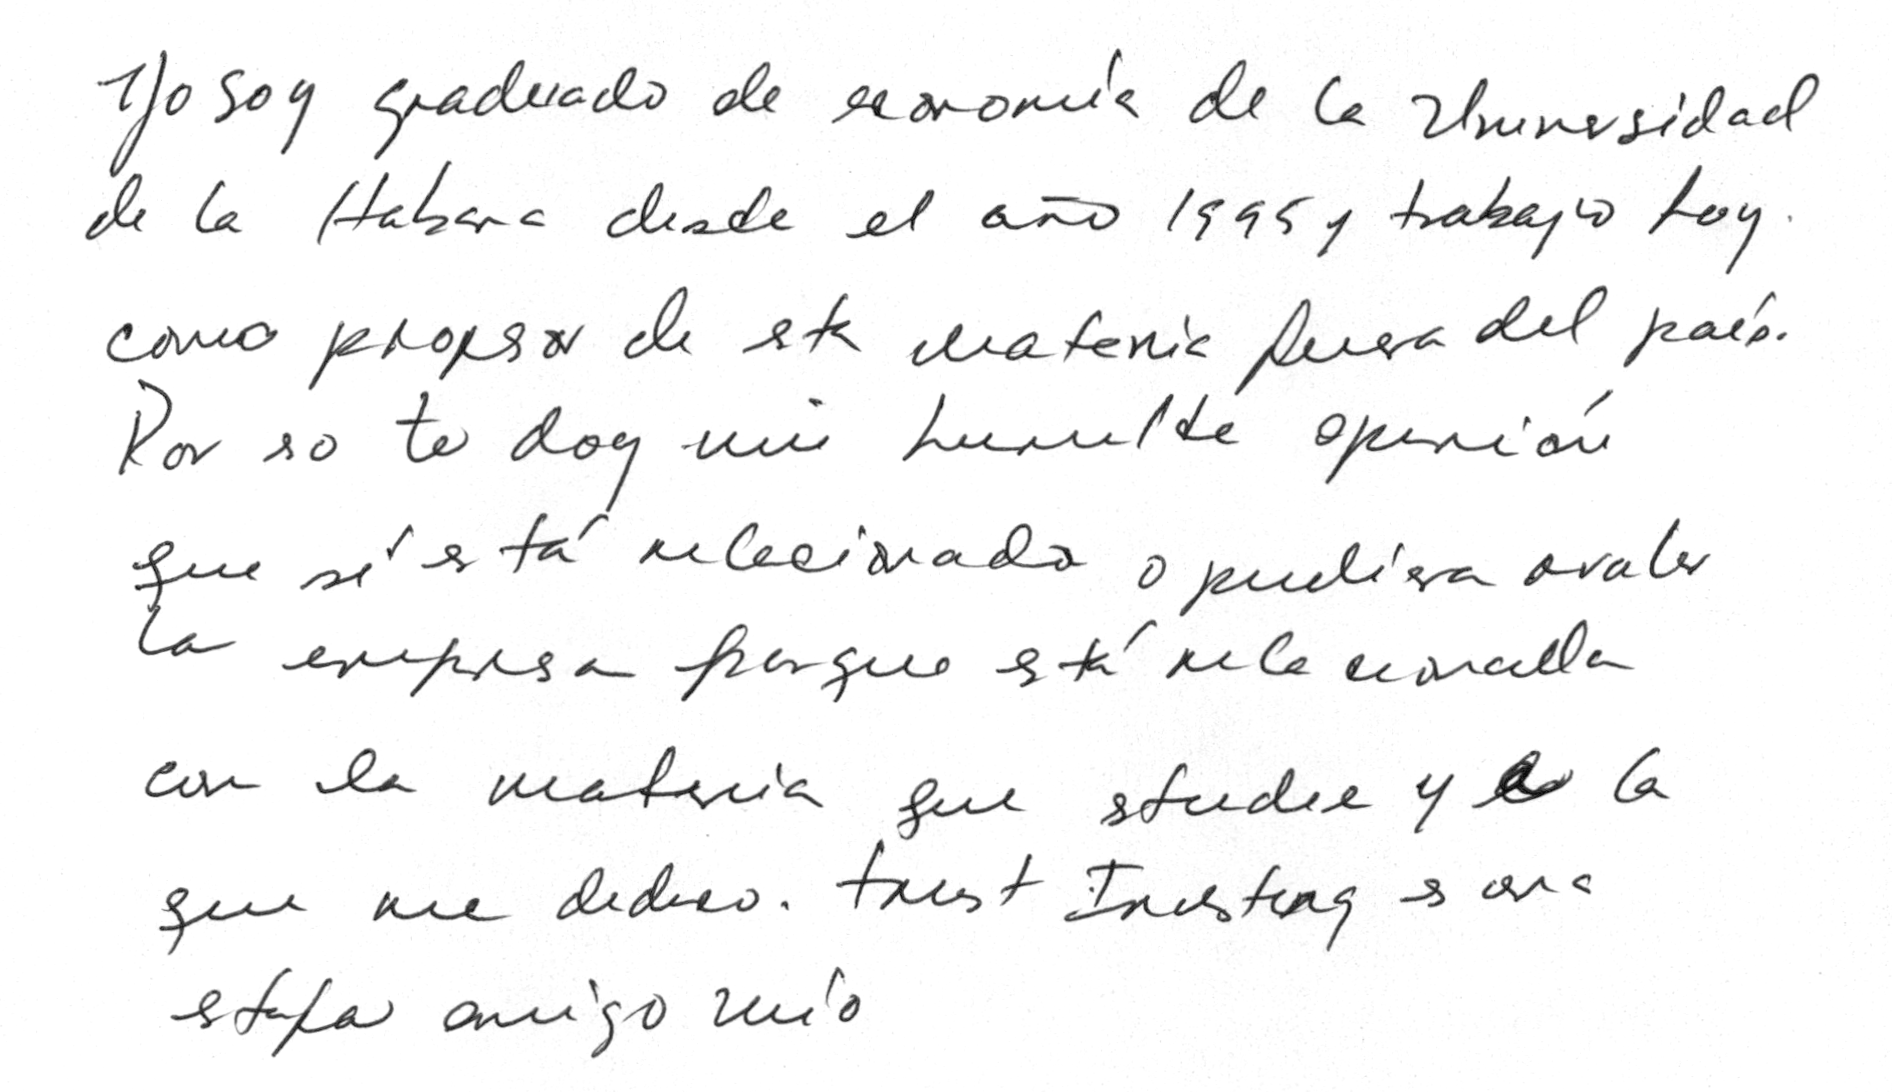 Yo soy graduado de economía de la Universidad
de la Habana desde el año 1995 y trabajo hoy.
como profesor de esta materia fuera del país.
Por eso te doy mi humilde opinión
que sí está relacionado o pudiera avalar
la empresa porque está relacionada
con la materia que estudie y la
que me dedico. trust Investing es una
estafa amigo mío